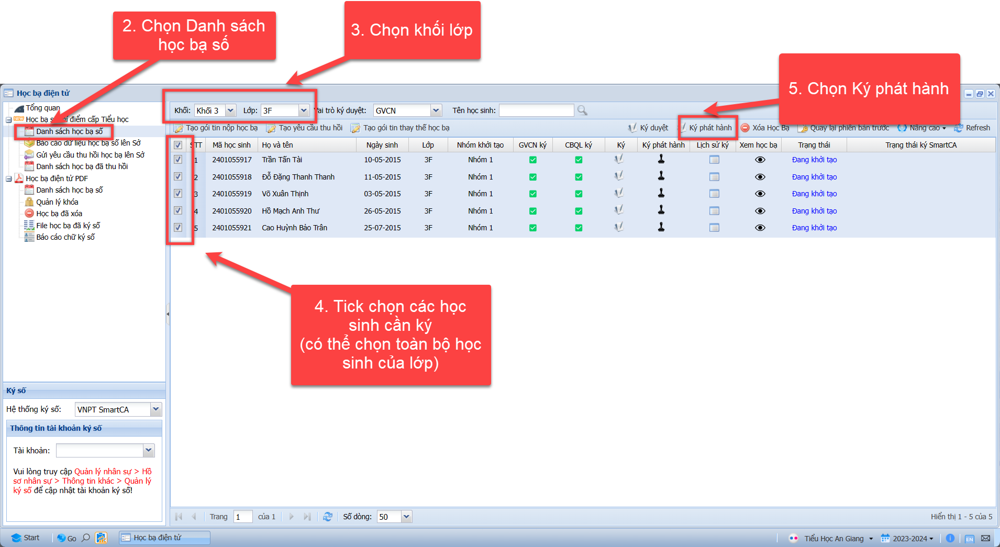 2. Chọn Danh sách
học bạ số
3. Chọn khối lớp
5. Chọn Ký phát hành
Học bạ điện tử
Tổng quan
Học bạ số điểm cấp Tiểu học
Danh sách học bạ số
Báo cáo dữ liệu học bạ số lên Sở
Gửi yêu cầu thu hồi học bạ lên Sở
Danh sách học bạ đã thu hồi
Học bạ điện tử PDF
Danh sách học bạ số
Quản lý khóa
Học bạ đã xóa
File học bạ đã ký số
Báo cáo chữ ký số
Khối: Khối 3 Lớp: 3F Vai trò ký duyệt: GVCN Tên học sinh:
Tạo gói tin nộp học bạ Tạo yêu cầu thu hồi Tạo gói tin thay thế học bạ Ký duyệt Ký phát hành Xóa Học Bạ Quay lại phiên bản trước Nâng cao Refresh
STT Mã học sinh Họ và tên Ngày sinh Lớp Nhóm khởi tạo GVCN ký CBQL ký Ký Ký phát hành Lịch sử ký Xem học bạ Trạng thái Trạng thái ký SmartCA
1 2401055917 Trần Tấn Tài 10-05-2015 3F Nhóm 1 Đang khởi tạo
2 2401055918 Đỗ Đặng Thanh Thanh 11-05-2015 3F Nhóm 1 Đang khởi tạo
3 2401055919 Võ Xuân Thịnh 03-05-2015 3F Nhóm 1 Đang khởi tạo
4 2401055920 Hồ Mạch Anh Thư 26-05-2015 3F Nhóm 1 Đang khởi tạo
5 2401055921 Cao Huỳnh Bảo Trân 25-07-2015 3F Nhóm 1 Đang khởi tạo
4. Tick chọn các học
sinh cần ký
(có thể chọn toàn bộ học
sinh của lớp)
Ký số
Hệ thống ký số: VNPT SmartCA
Thông tin tài khoản ký số
Tài khoản:
Vui lòng truy cập Quản lý nhân sự > Hồ
sơ nhân sự > Thông tin khác > Quản lý
ký số để cập nhật tài khoản ký số!
Trang 1 của 1 Số dòng: 50 Hiển thị 1 - 5 của 5
Start Go Học bạ điện tử Tiểu Học An Giang 2023-2024 EN